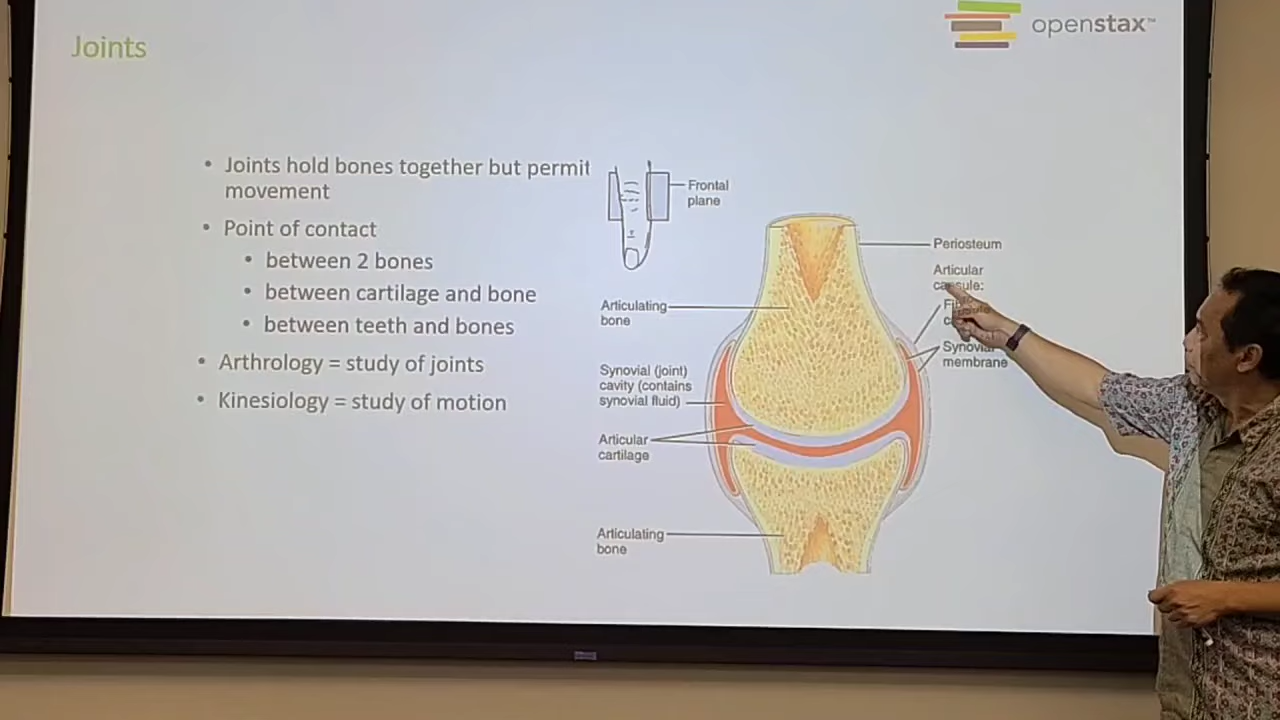 Joints
openstax™
• Joints hold bones together but permit
movement
• Point of contact
• between 2 bones
• between cartilage and bone
• between teeth and bones
• Arthrology = study of joints
• Kinesiology = study of motion
Frontal
plane
Periosteum
Articular
capsule:
Articulating
bone
Synovial
membrane
Synovial (joint)
cavity (contains
synovial fluid)
Articular
cartilage
Articulating
bone